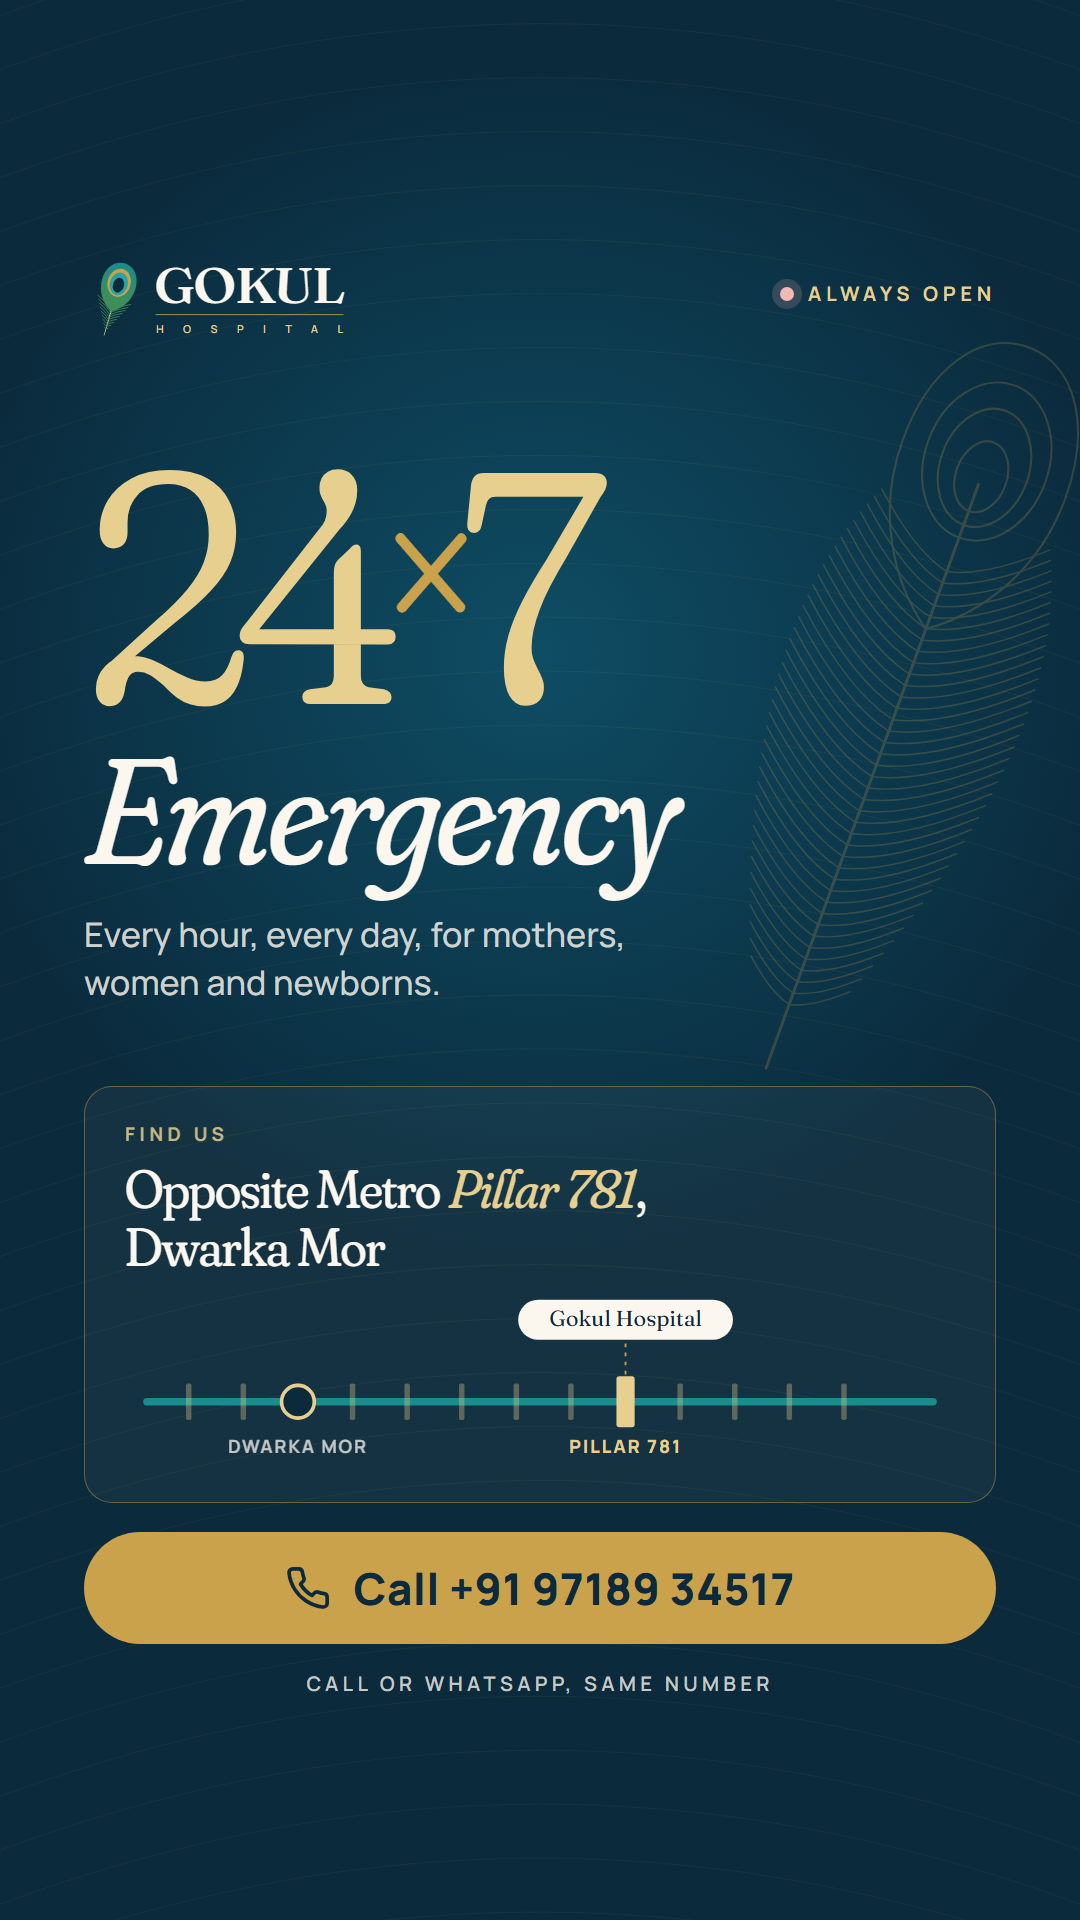 GOKUL
HOSPITAL
ALWAYS OPEN
24×7
Emergency
Every hour, every day, for mothers,
women and newborns.
FIND US
Opposite Metro Pillar 781,
Dwarka Mor
Gokul Hospital
DWARKA MOR
PILLAR 781
Call +91 97189 34517
CALL OR WHATSAPP, SAME NUMBER